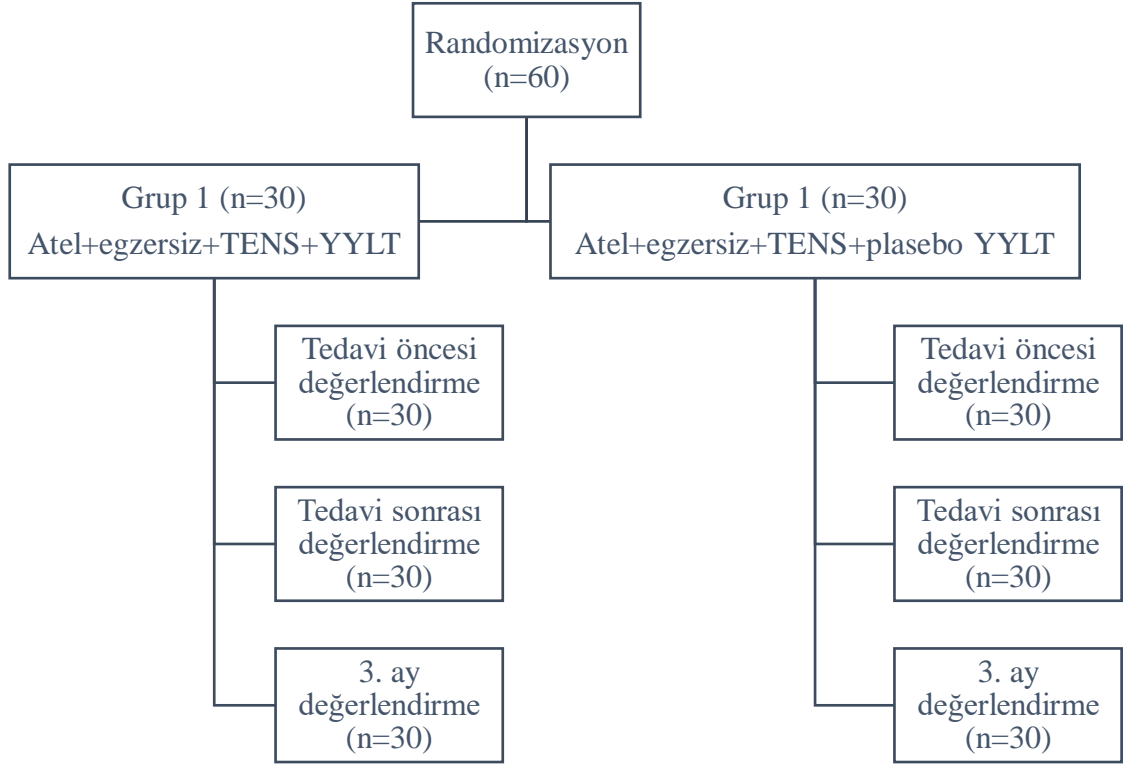 Randomizasyon
(n=60)
Grup 1 (n=30)
Atel+egzersiz+TENS+YYLT
Tedavi öncesi
değerlendirme
(n=30)
Tedavi sonrası
değerlendirme
(n=30)
3. ay
değerlendirme
(n=30)
Grup 1 (n=30)
Atel+egzersiz+TENS+plasebo YYLT
Tedavi öncesi
değerlendirme
(n=30)
Tedavi sonrası
değerlendirme
(n=30)
3. ay
değerlendirme
(n=30)